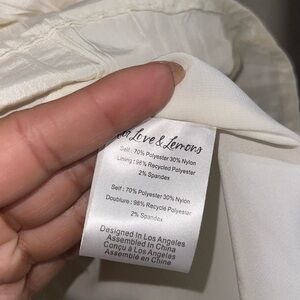 Love & Lemons
Self : 70% Polyester 30% Nylon
Lining : 98% Recycled Polyester
2% Spandex
Self : 70% Polyester 30% Nylon
Doublure : 98% Recycle Polyester
2% Spandex
Designed In Los Angeles
Assembled In China
Conçu à Los Angeles
Assemblé en Chine